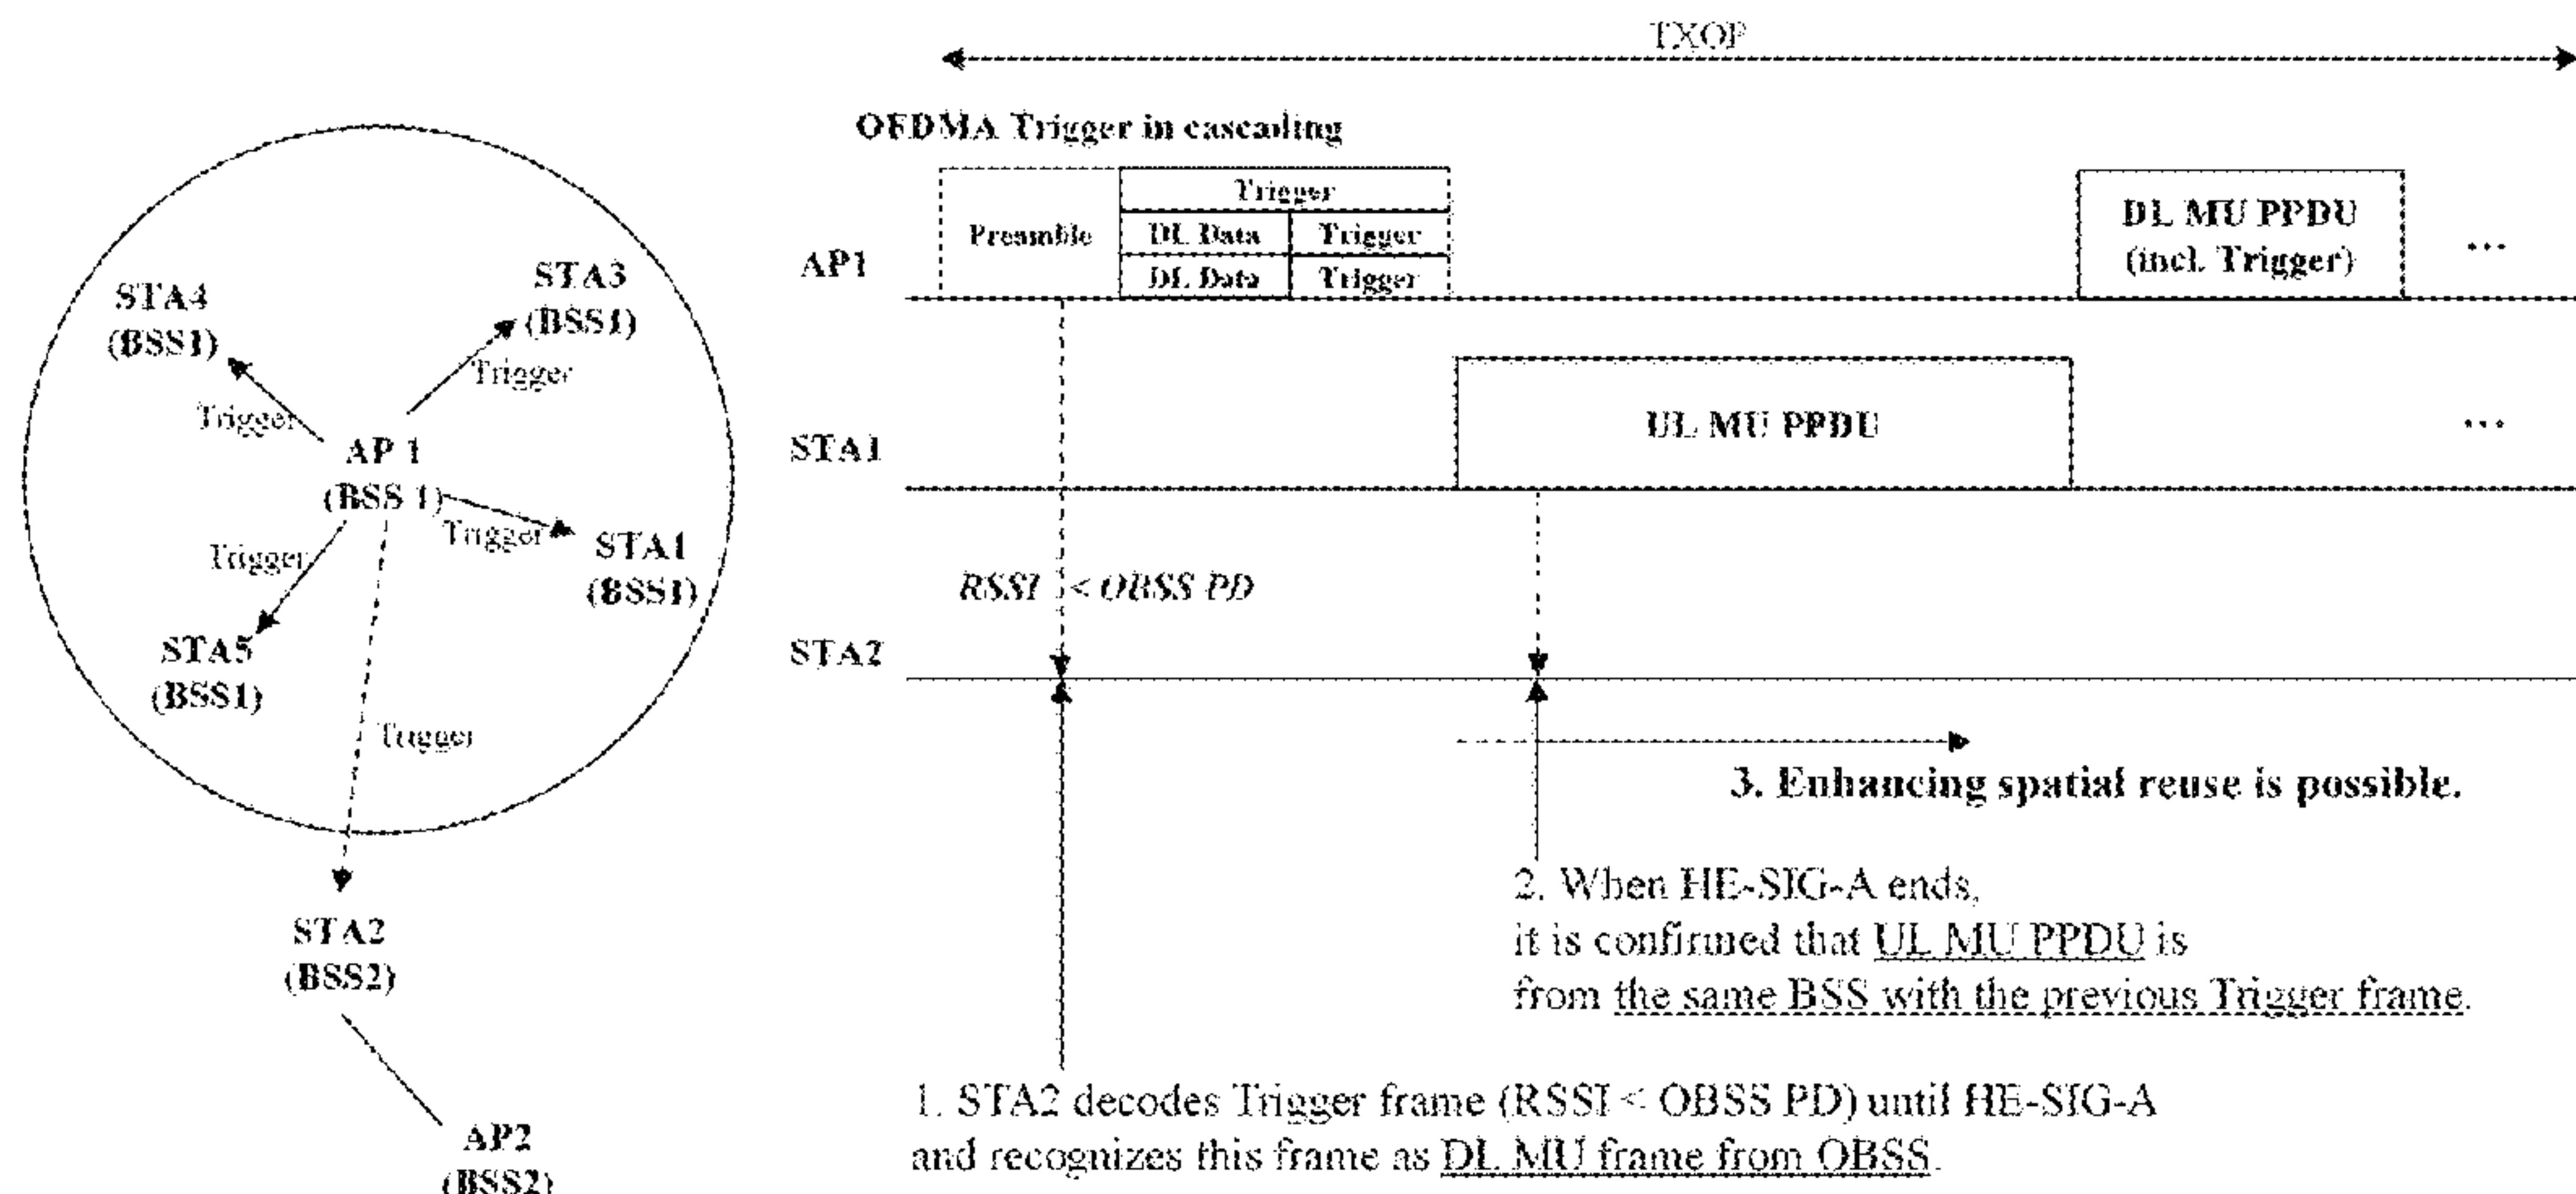 TXOP
OFDMA Trigger in cascading
Trigger
Preamble
DL Data
Trigger
DL Data
Trigger
AP1
DL MU PPDU
(incl. Trigger)
...
STA4
(BSS1)
STA3
(BSS1)
Trigger
Trigger
AP 1
(BSS 1)
Trigger
STA1
(BSS1)
Trigger
STA5
(BSS1)
Trigger
STA2
(BSS2)
AP2
(BSS2)
STA1
UL MU PPDU
...
RSSI < OBSS PD
STA2
3. Enhancing spatial reuse is possible.
2. When HE-SIG-A ends,
it is confirmed that UL MU PPDU is
from the same BSS with the previous Trigger frame.
1. STA2 decodes Trigger frame (RSSI < OBSS PD) until HE-SIG-A
and recognizes this frame as DL MU frame from OBSS.